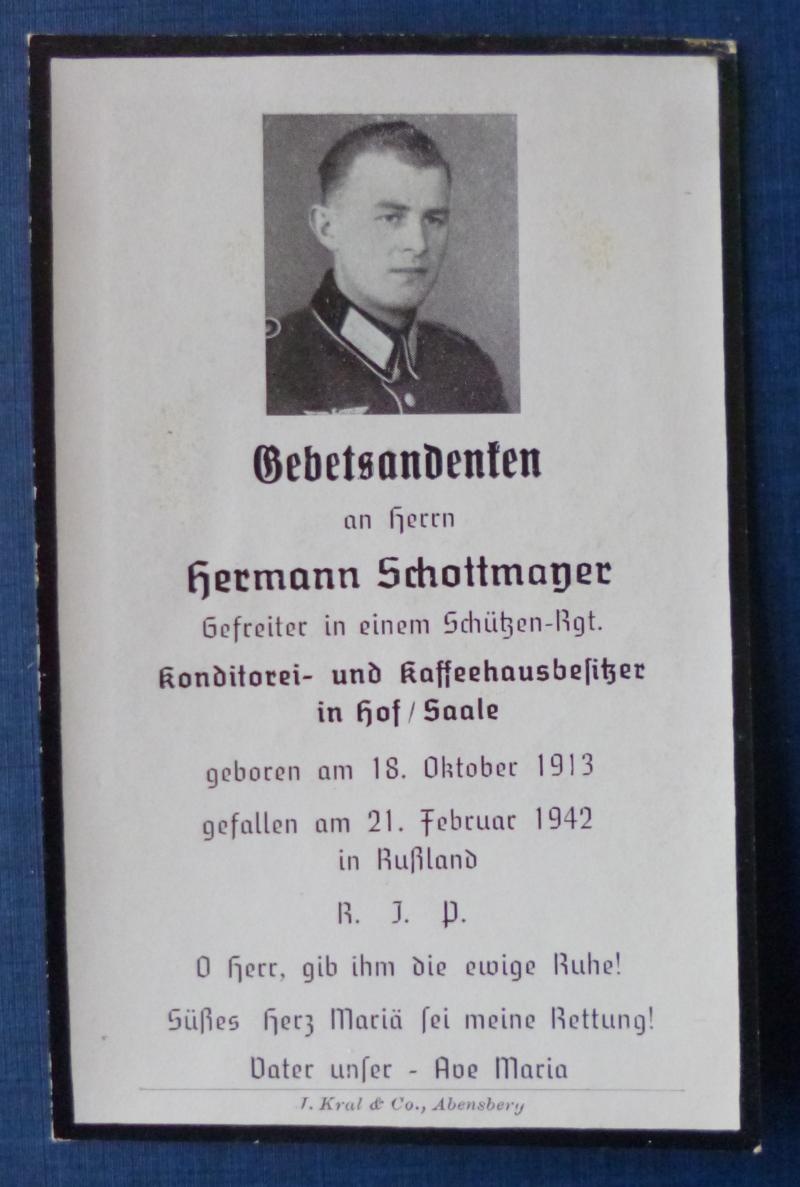 Gebetsandenken
an Herrn
Hermann Schottmayer
Gefreiter in einem Schützen-Rgt.
Konditorei- und Kaffeehausbesitzer
in Hof/Saale
geboren am 18. Oktober 1913
gefallen am 21. Februar 1942
in Rußland
R. I. P.
O Herr, gib ihm die ewige Ruhe!
Süßes Herz Mariä sei meine Rettung!
Vater unser - Ave Maria
J. Kral & Co., Abensberg